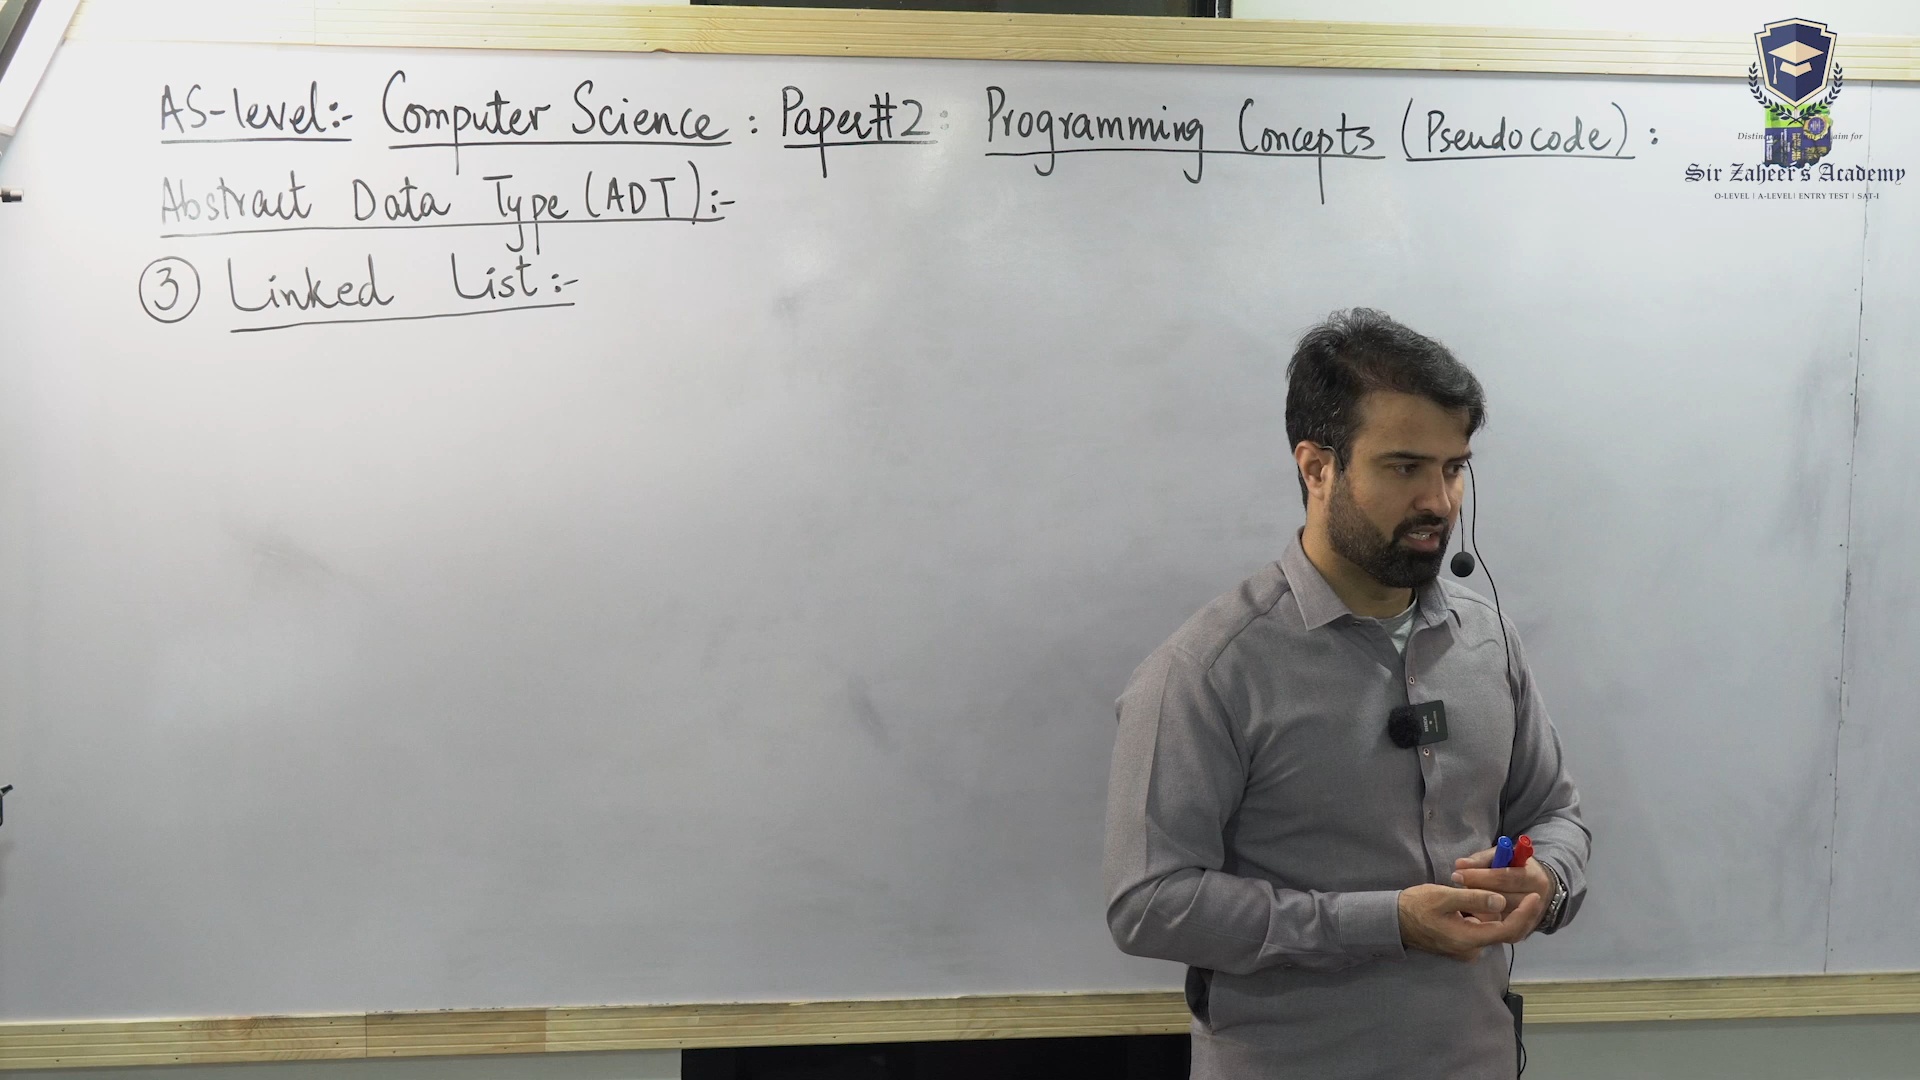 AS-level:- Computer Science : Paper#2 : Programming Concepts (Pseudocode) :
Abstract Data Type (ADT):-
③ Linked List:-
Sir Zaheer's Academy
O-LEVEL | A-LEVEL | ENTRY TEST | SAT-I